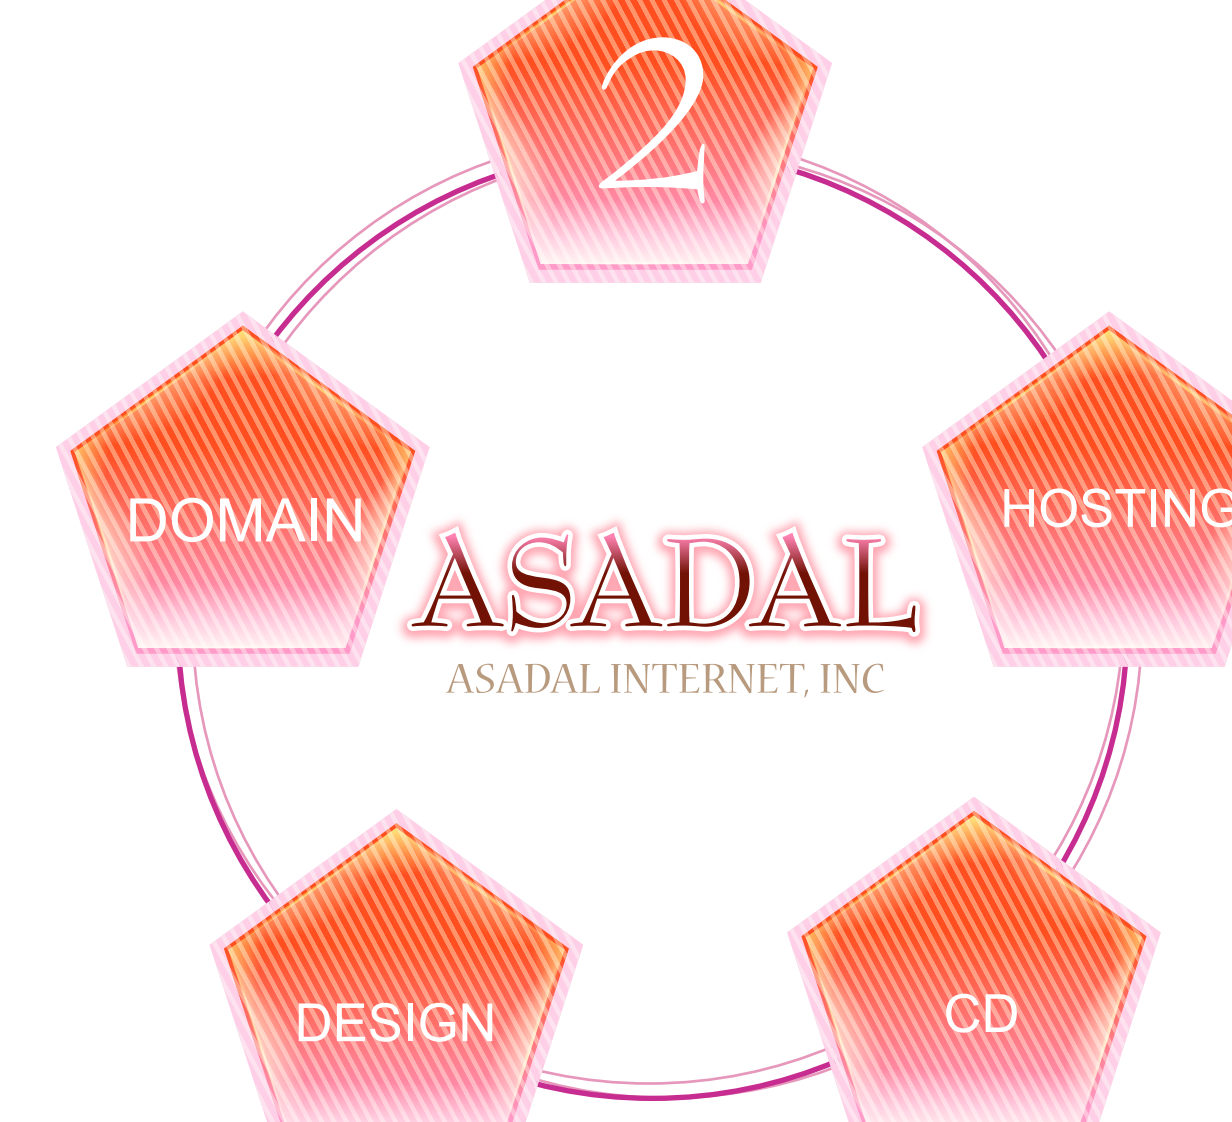 2
DOMAIN
HOSTING
ASADAL
ASADAL INTERNET, INC
DESIGN
CD